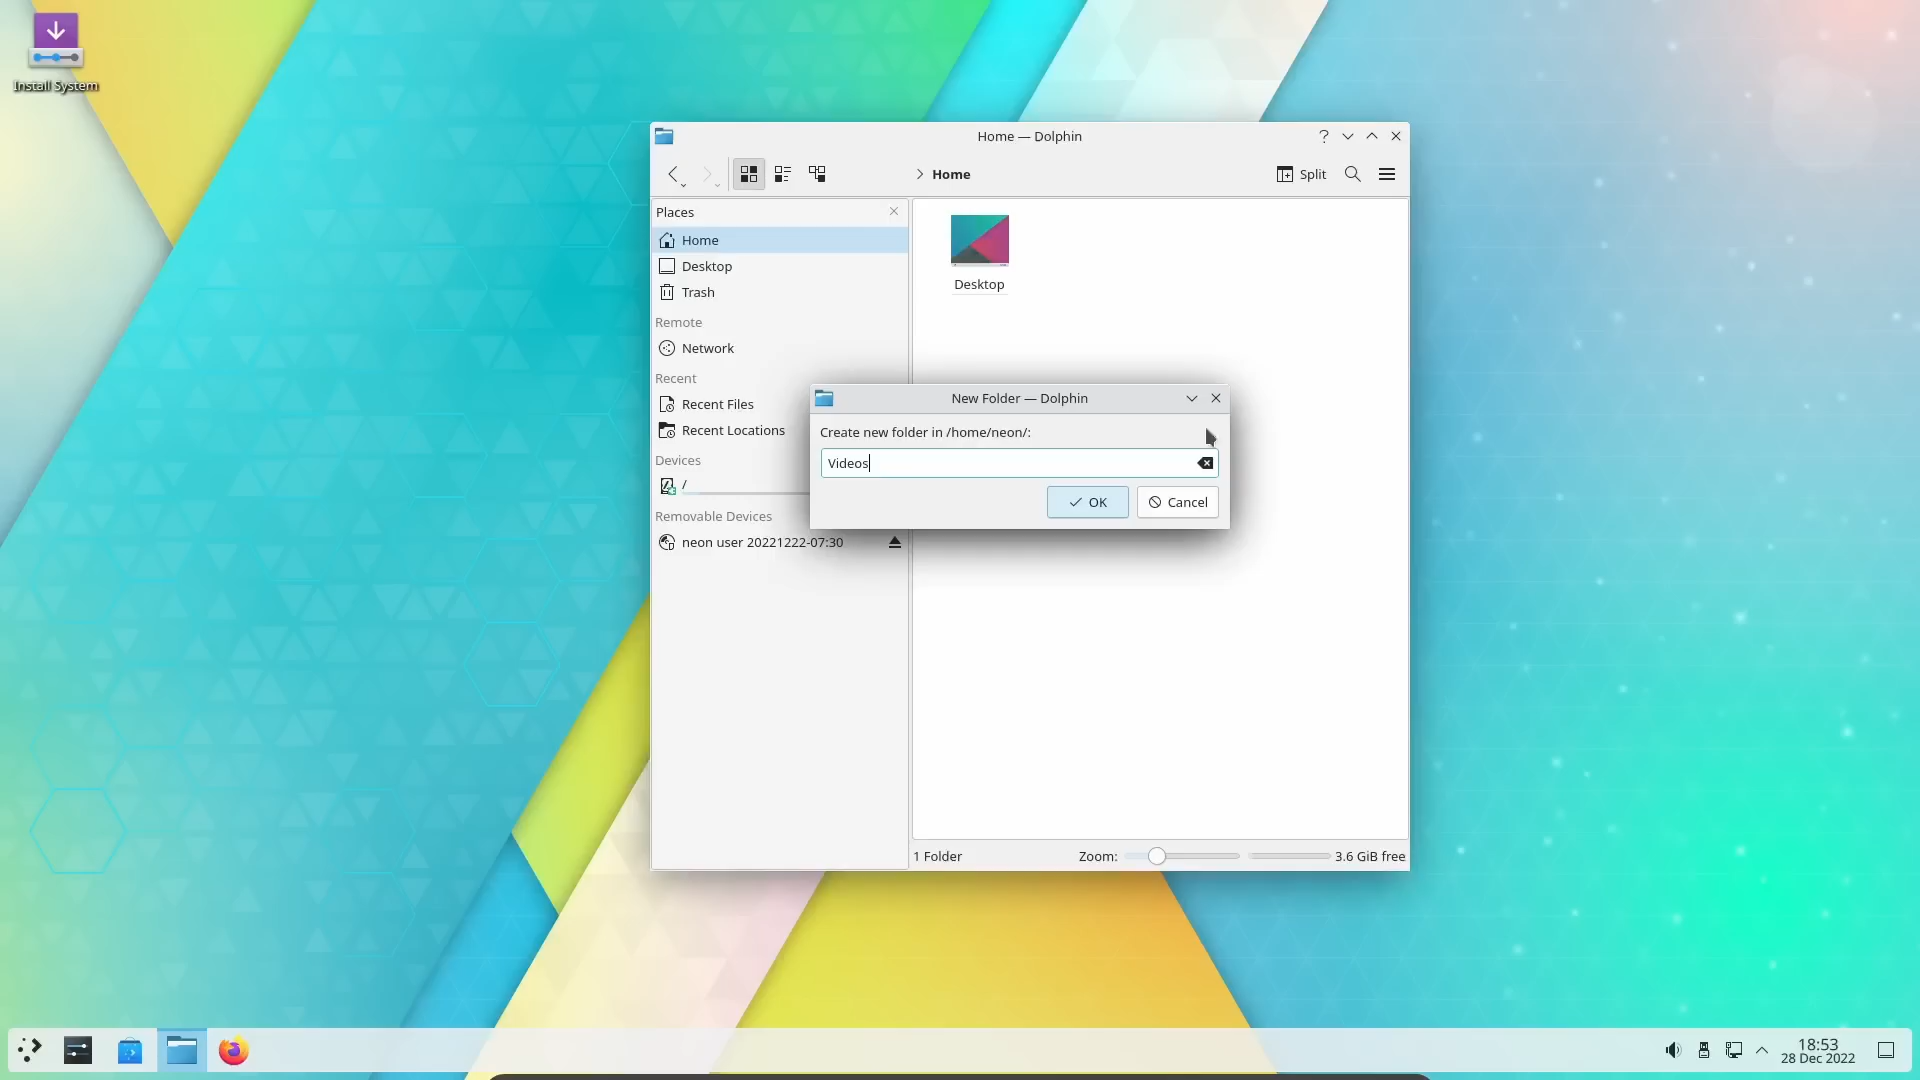 Install System
Home — Dolphin
Home
Split
Places
Home
Desktop
Trash
Remote
Network
Recent
Recent Files
Recent Locations
Devices
/
Removable Devices
neon user 20221222-07:30
Desktop
New Folder — Dolphin
Create new folder in /home/neon/:
Videos
OK
Cancel
1 Folder
Zoom:
3.6 GiB free
18:53
28 Dec 2022